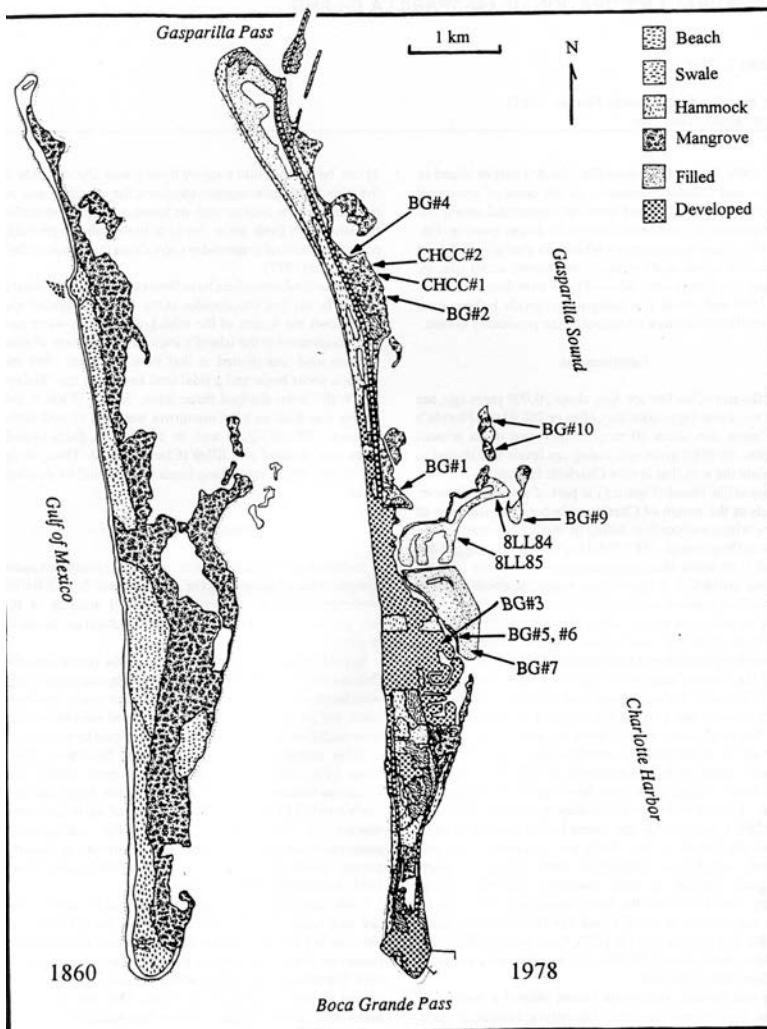 Gasparilla Pass
1 km
N
Beach
Swale
Hammock
Mangrove
Filled
Developed
BG#4
CHCC#2
CHCC#1
BG#2
Gasparilla Sound
BG#10
BG#1
BG#9
8LL84
8LL85
Gulf of Mexico
BG#3
BG#5, #6
BG#7
Charlotte Harbor
1860
1978
Boca Grande Pass